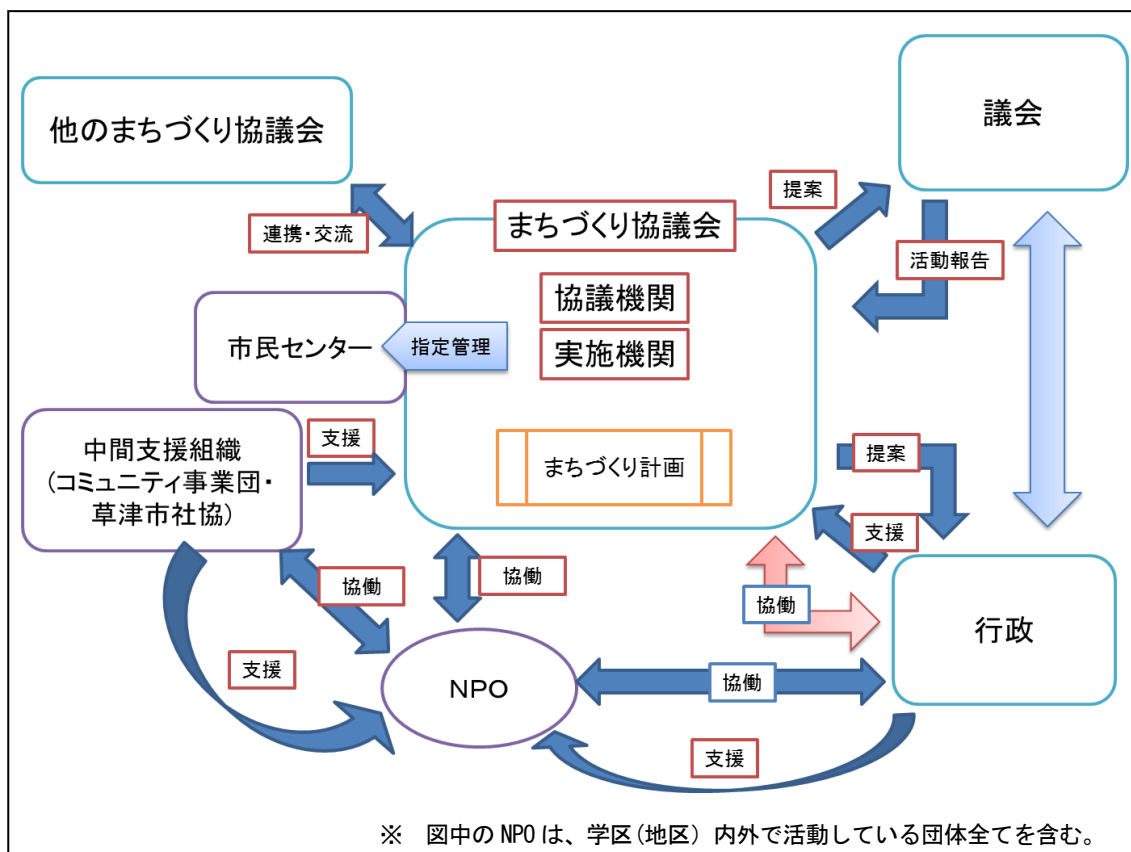 他のまちづくり協議会
議会
提案
連携・交流
まちづくり協議会
活動報告
協議機関
市民センター
指定管理
実施機関
中間支援組織
(コミュニティ事業団・
草津市社協)
支援
まちづくり計画
提案
支援
協働
協働
協働
行政
支援
NPO
協働
支援
※ 図中の NPO は、学区(地区) 内外で活動している団体全てを含む。